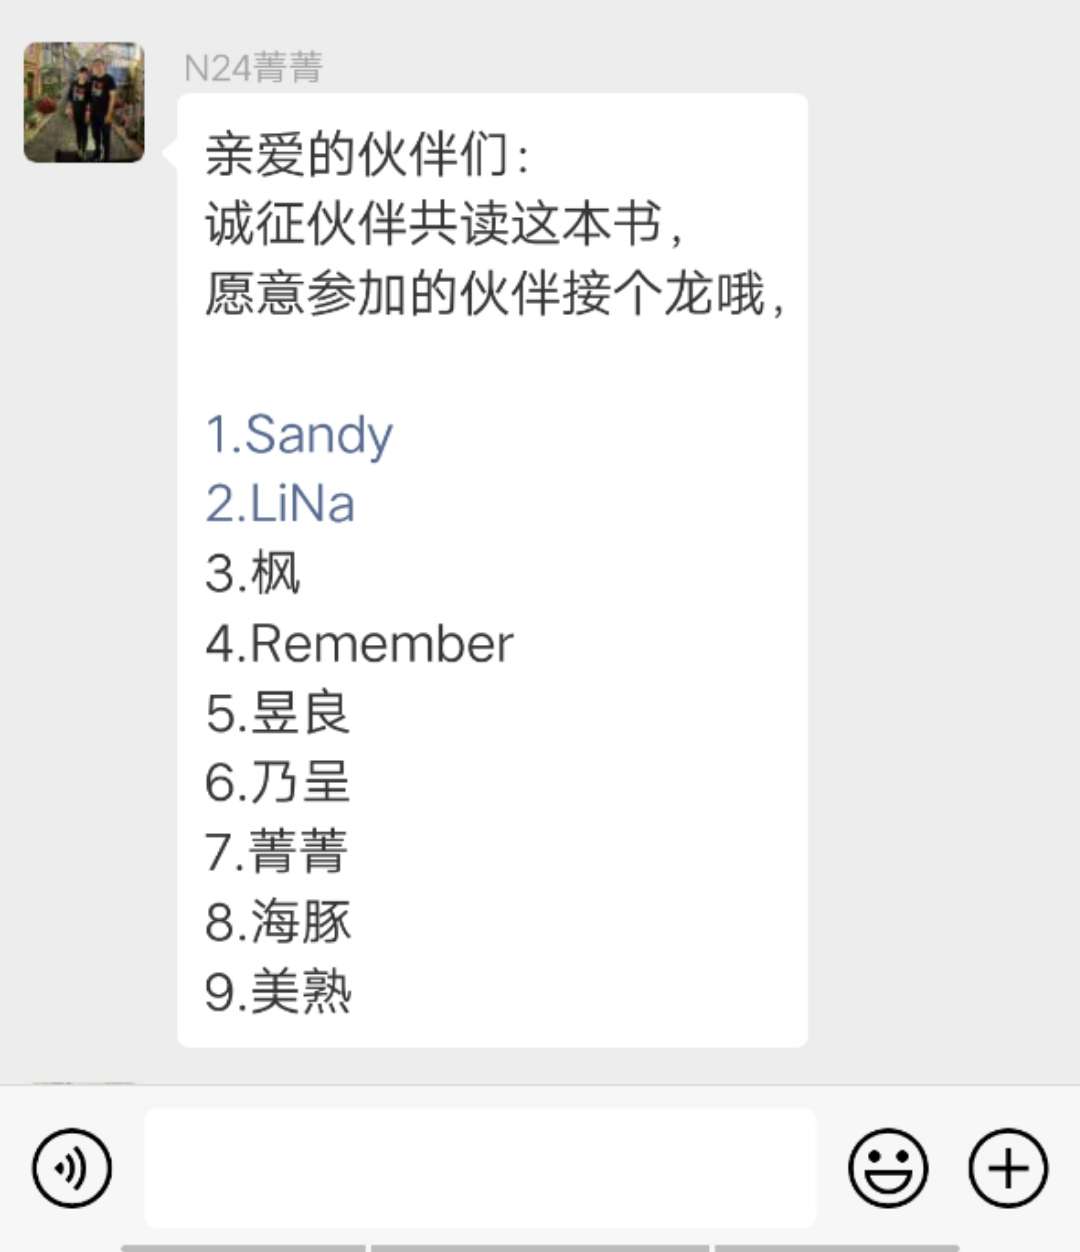 N24菁菁
亲爱的伙伴们：
诚征伙伴共读这本书，
愿意参加的伙伴接个龙哦，
1.Sandy
2.LiNa
3.枫
4.Remember
5.昱良
6.乃呈
7.菁菁
8.海豚
9.美熟